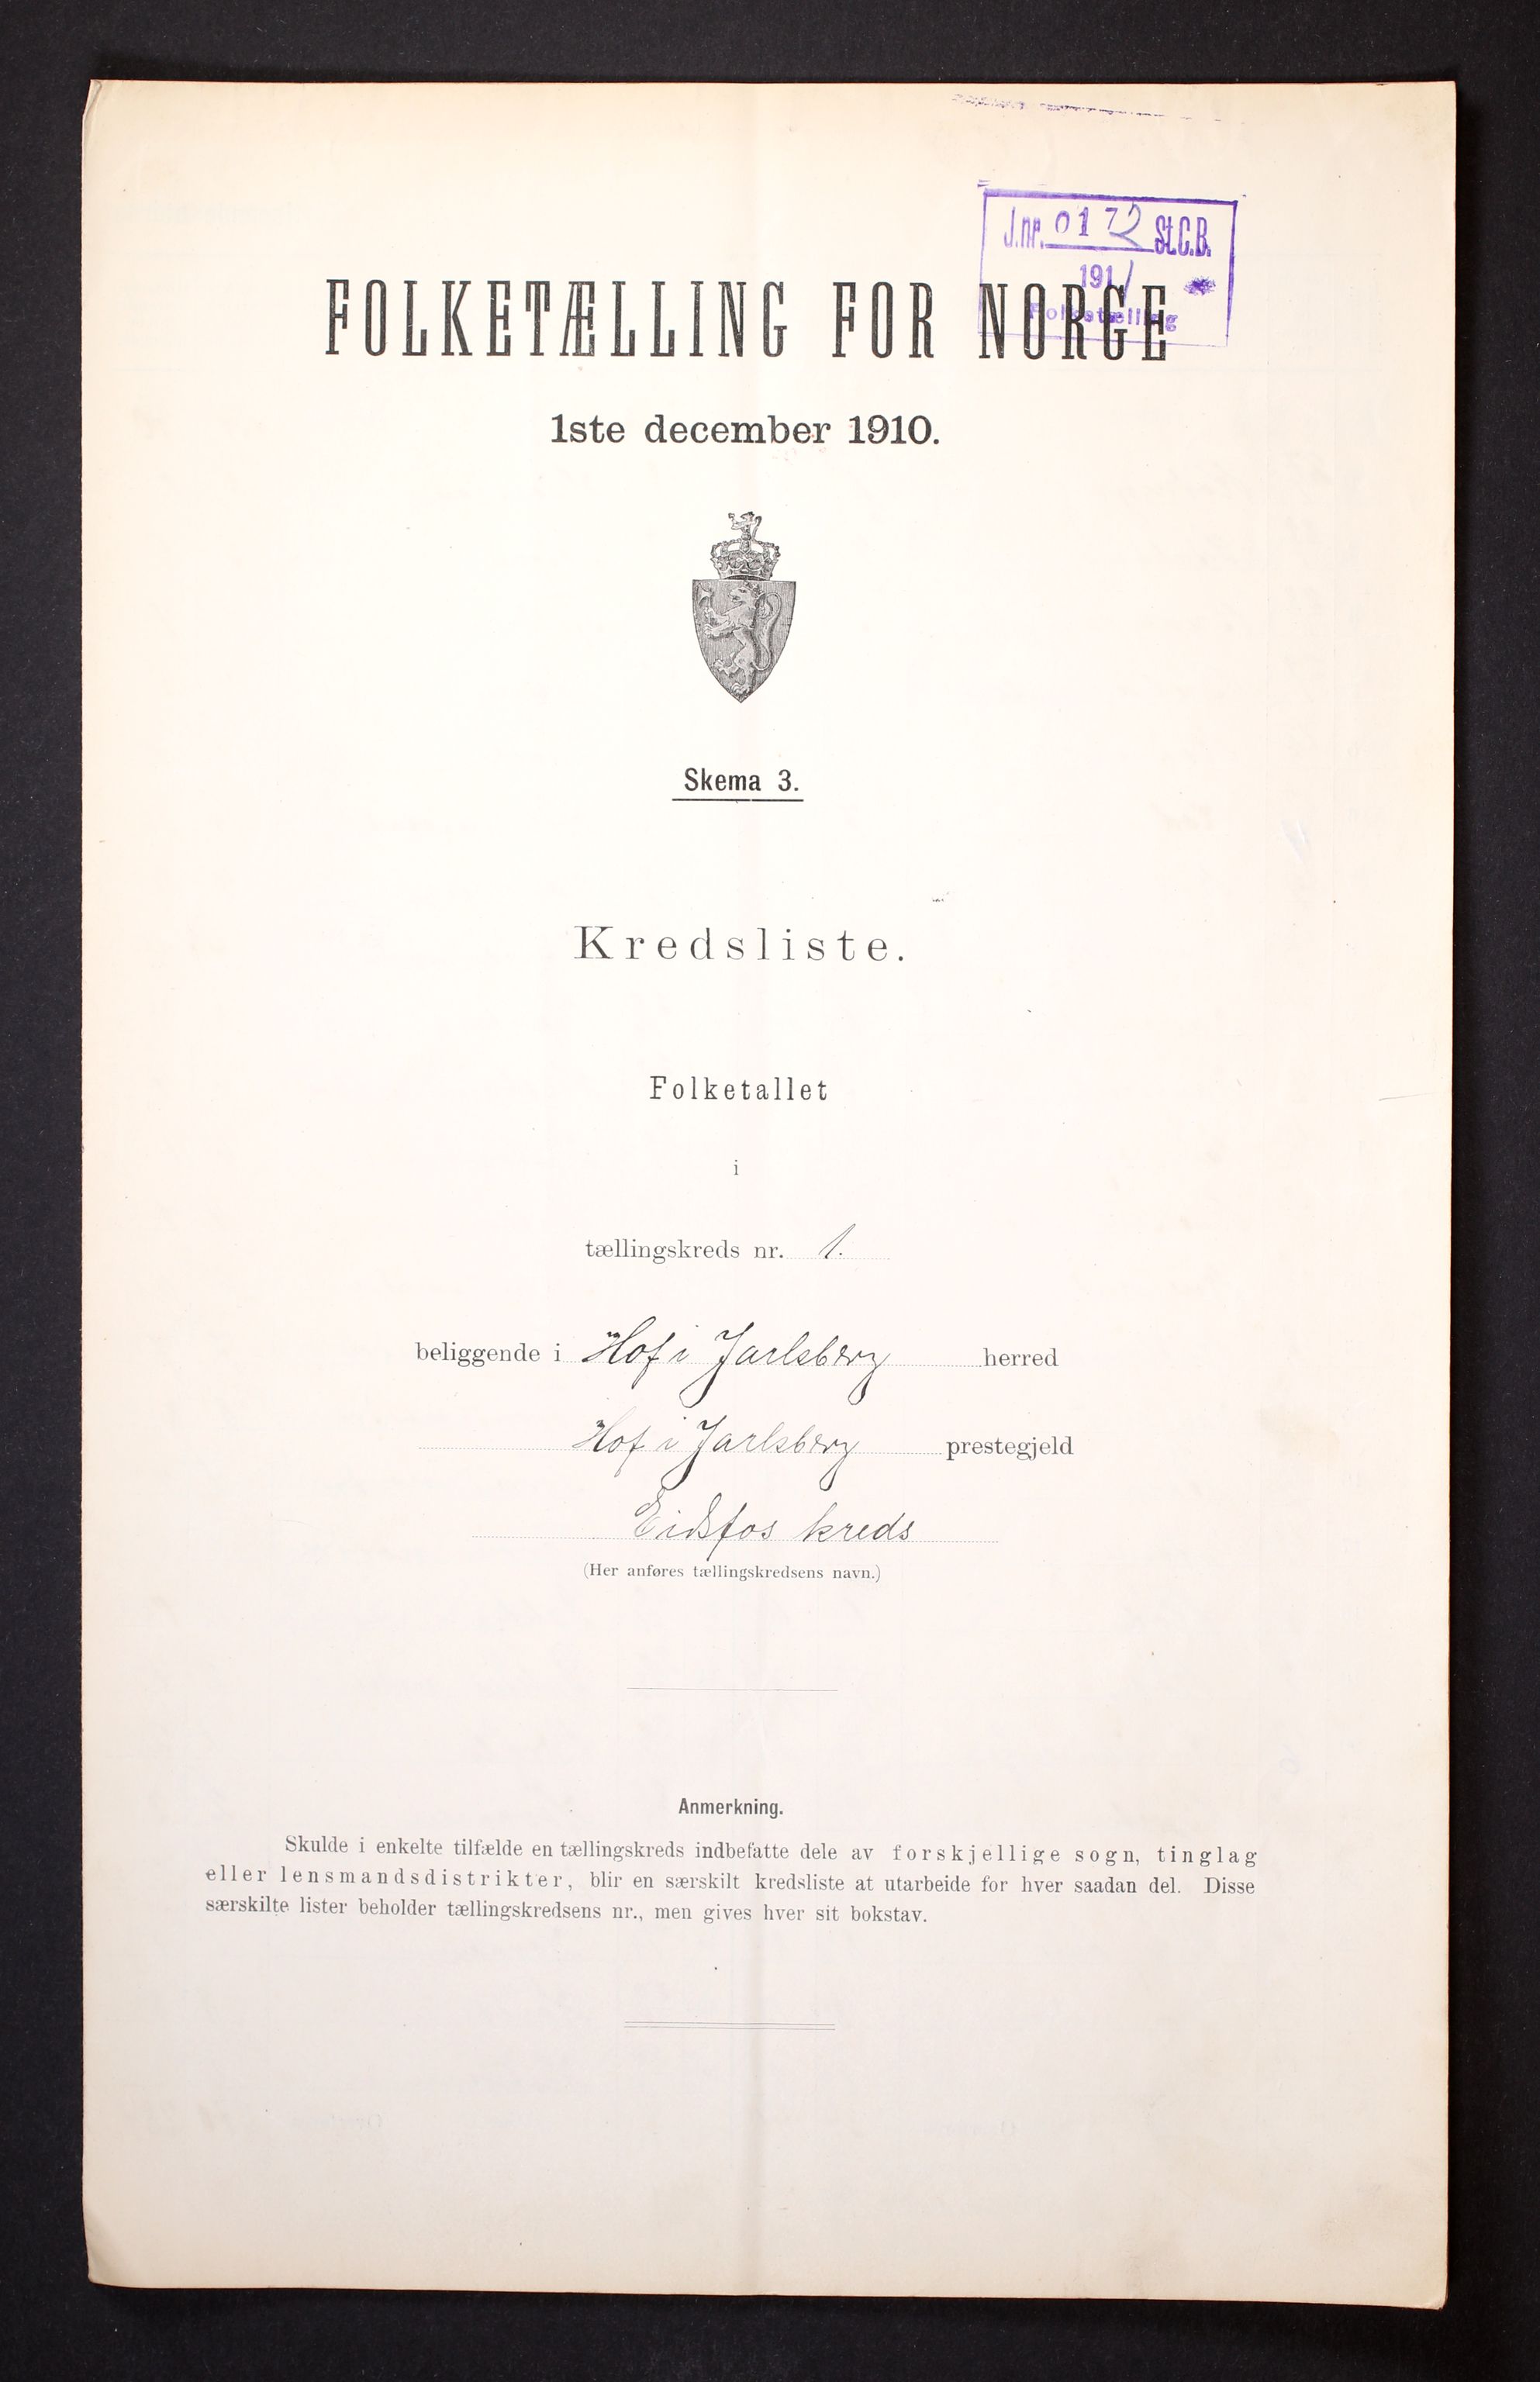 J.nr. 0172 St.C.B.
1911
Folketælling
FOLKETÆLLING FOR NORGE
1ste december 1910.
Skema 3.
Kredsliste.
Folketallet
i
tællingskreds nr. 1.
beliggende i Hof i Jarlsberg herred
Hof i Jarlsberg prestegjeld
Eidsfos kreds
(Her anføres tællingskredsens navn.)
Anmerkning.
Skulde i enkelte tilfælde en tællingskreds indbefatte dele av forskjellige sogn, tinglag
eller lensmandsdistrikter, blir en særskilt kredsliste at utarbeide for hver saadan del. Disse
særskilte lister beholder tællingskredsens nr., men gives hver sit bokstav.